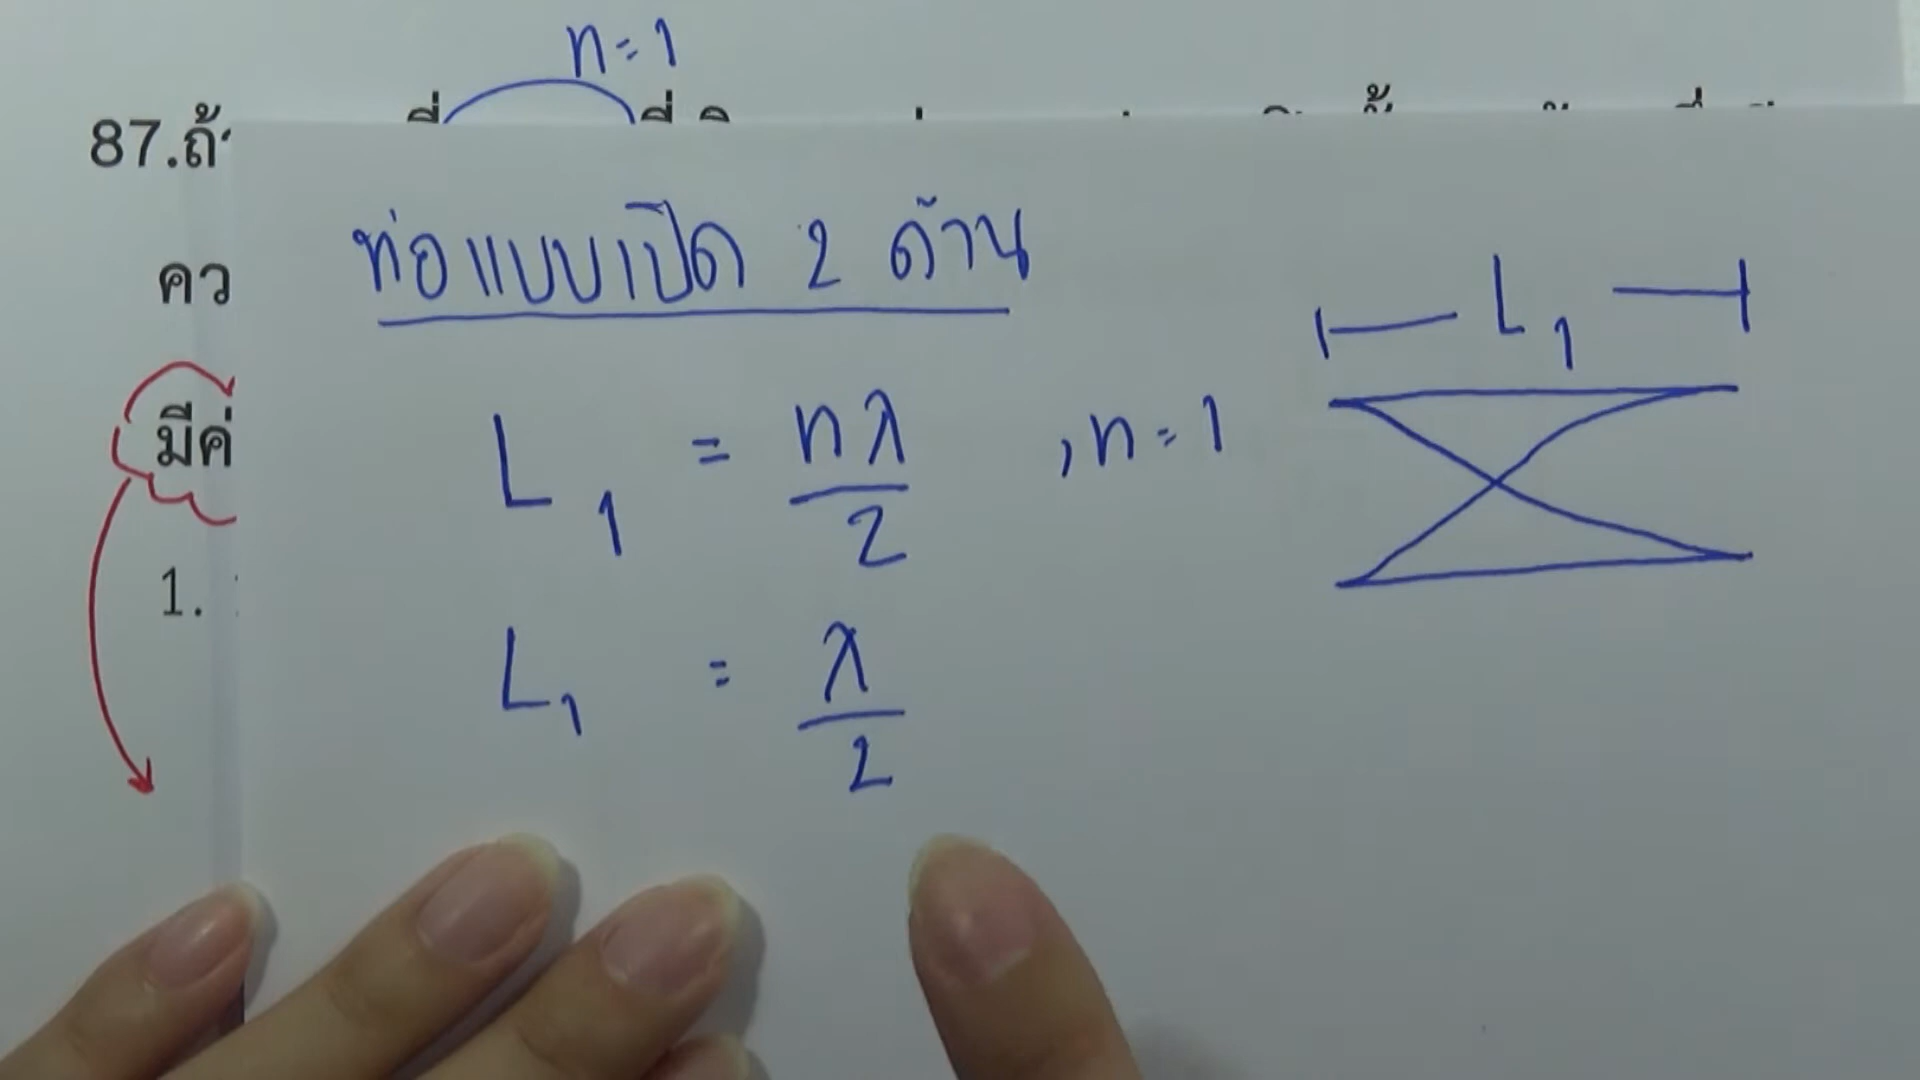 n = 1
87.ถ้
ท่อแบบเปิด 2 ด้าน
คว
L₁
L₁ = nλ/2 , n = 1
มีค่
1.
L₁ = λ/2